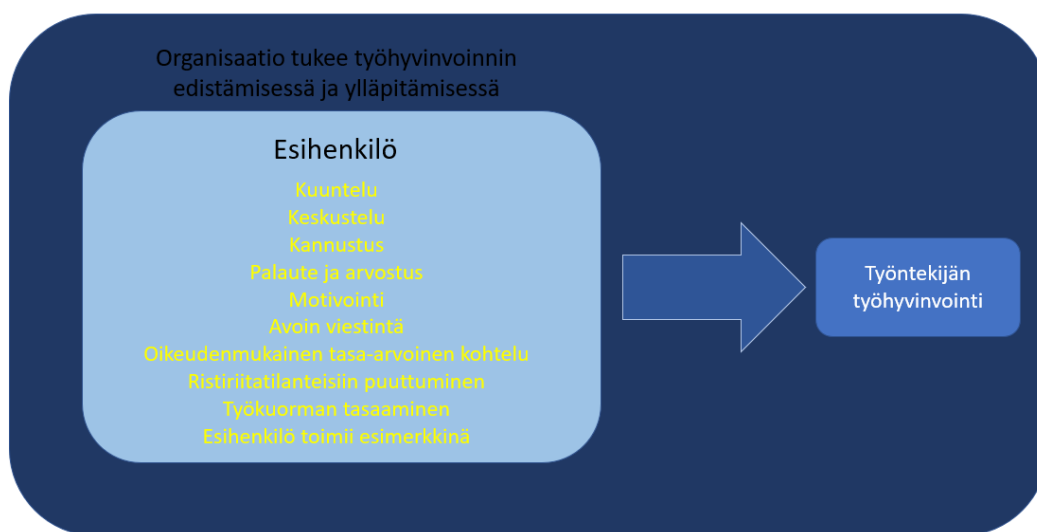 Organisaatio tukee työhyvinvoinnin
edistämisessä ja ylläpitämisessä
Esihenkilö
Kuuntelu
Keskustelu
Kannustus
Palaute ja arvostus
Motivointi
Avoin viestintä
Oikeudenmukainen tasa-arvoinen kohtelu
Ristiriitatilanteisiin puuttuminen
Työkuorman tasaaminen
Esihenkilö toimii esimerkkinä
Työntekijän
työhyvinvointi